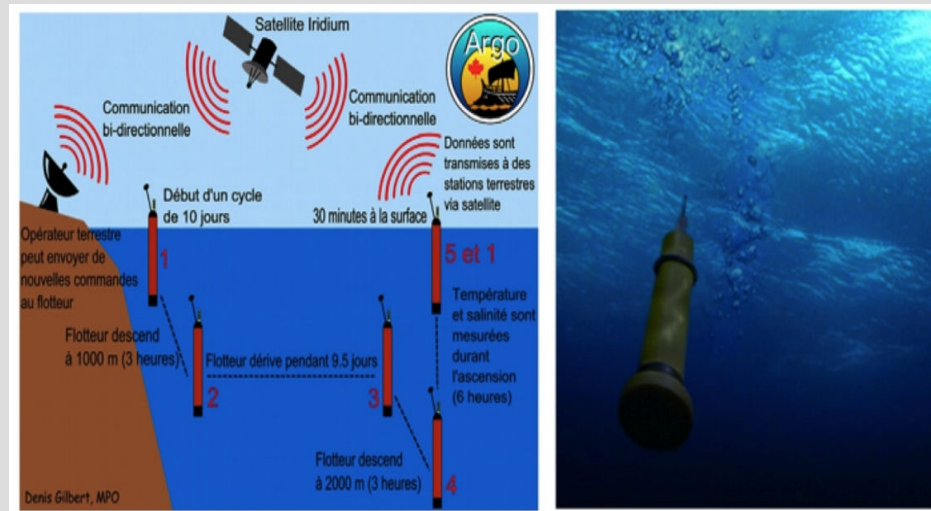 Satellite Iridium
Argo
Communication
bi-directionnelle
Communication
bi-directionnelle
Données sont
transmises à des
stations terrestres
via satellite
Début d'un cycle
de 10 jours
30 minutes à la surface
Opérateur terrestre
peut envoyer de
nouvelles commandes
au flotteur
1
5 et 1
Température
et salinité sont
mesurées
durant
l'ascension
(6 heures)
Flotteur descend
à 1000 m (3 heures)
Flotteur dérive pendant 9.5 jours
2
3
Flotteur descend
à 2000 m (3 heures)
4
Denis Gilbert, MPO